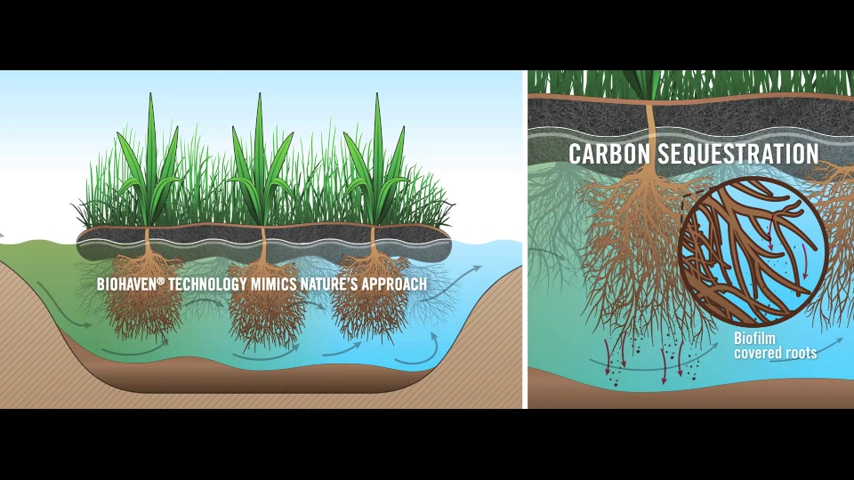 BIOHAVEN® TECHNOLOGY MIMICS NATURE'S APPROACH
CARBON SEQUESTRATION
Biofilm
covered roots